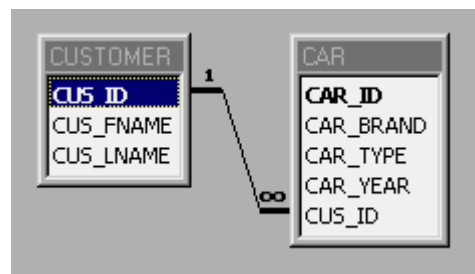 CUSTOMER
CUS_ID
CUS_FNAME
CUS_LNAME
1
∞
CAR
CAR_ID
CAR_BRAND
CAR_TYPE
CAR_YEAR
CUS_ID